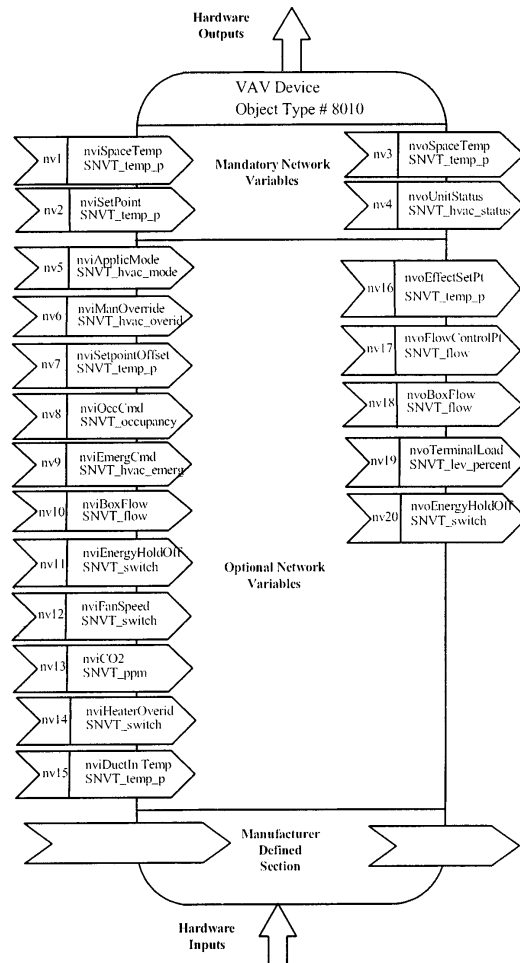 Hardware
Outputs
VAV Device
Object Type # 8010
nv1
nviSpaceTemp
SNVT_temp_p
nv2
nviSetPoint
SNVT_temp_p
Mandatory Network
Variables
nv3
nvoSpaceTemp
SNVT_temp_p
nv4
nvoUnitStatus
SNVT_hvac_status
nv5
nviApplicMode
SNVT_hvac_mode
nv6
nviManOverride
SNVT_hvac_overid
nv7
nviSetpointOffset
SNVT_temp_p
nv8
nviOccCmd
SNVT_occupancy
nv9
nviEmergCmd
SNVT_hvac_emerg
nv10
nviBoxFlow
SNVT_flow
nv11
nviEnergyHoldOff
SNVT_switch
nv12
nviFanSpeed
SNVT_switch
nv13
nviCO2
SNVT_ppm
nv14
nviHeaterOverid
SNVT_switch
nv15
nviDuctIn Temp
SNVT_temp_p
Optional Network
Variables
nv16
nvoEffectSetPt
SNVT_temp_p
nv17
nvoFlowControlPt
SNVT_flow
nv18
nvoBoxFlow
SNVT_flow
nv19
nvoTerminalLoad
SNVT_lev_percent
nv20
nvoEnergyHoldOff
SNVT_switch
Manufacturer
Defined
Section
Hardware
Inputs